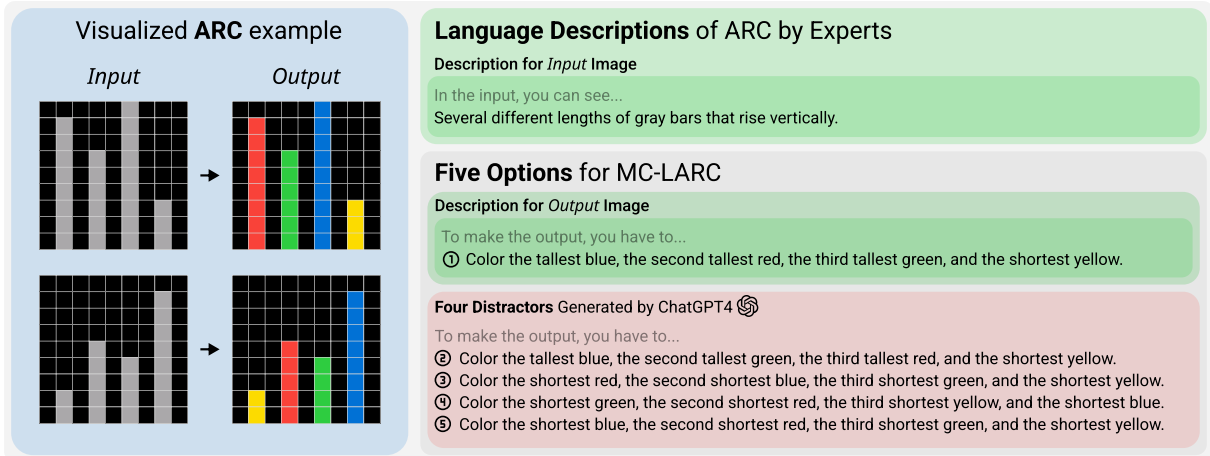 Visualized ARC example
Input
Output
Language Descriptions of ARC by Experts
Description for Input Image
In the input, you can see...
Several different lengths of gray bars that rise vertically.
Five Options for MC-LARC
Description for Output Image
To make the output, you have to...
① Color the tallest blue, the second tallest red, the third tallest green, and the shortest yellow.
Four Distractors Generated by ChatGPT4
To make the output, you have to...
② Color the tallest blue, the second tallest green, the third tallest red, and the shortest yellow.
③ Color the shortest red, the second shortest blue, the third shortest green, and the shortest yellow.
④ Color the shortest green, the second shortest red, the third shortest yellow, and the shortest blue.
⑤ Color the shortest blue, the second shortest red, the third shortest green, and the shortest yellow.